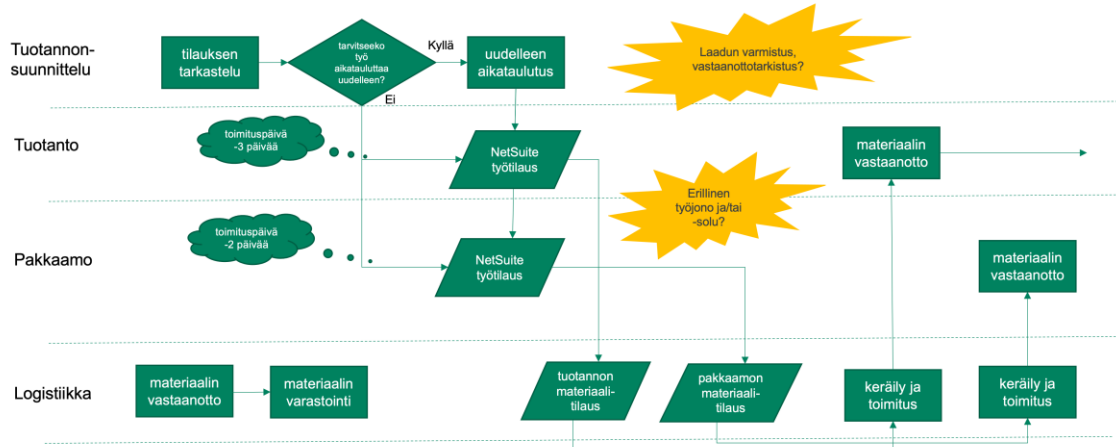 Tuotannon-
suunnittelu
tilauksen
tarkastelu
tarvitseeko
työ
aikatauluttaa
uudelleen?
Kyllä
Ei
uudelleen
aikataulutus
Laadun varmistus,
vastaanottotarkistus?
Tuotanto
toimituspäivä
-3 päivää
NetSuite
työtilaus
materiaalin
vastaanotto
Erillinen
työjono ja/tai
-solu?
Pakkaamo
toimituspäivä
-2 päivää
NetSuite
työtilaus
materiaalin
vastaanotto
Logistiikka
materiaalin
vastaanotto
materiaalin
varastointi
tuotannon
materiaali-
tilaus
pakkaamon
materiaali-
tilaus
keräily ja
toimitus
keräily ja
toimitus